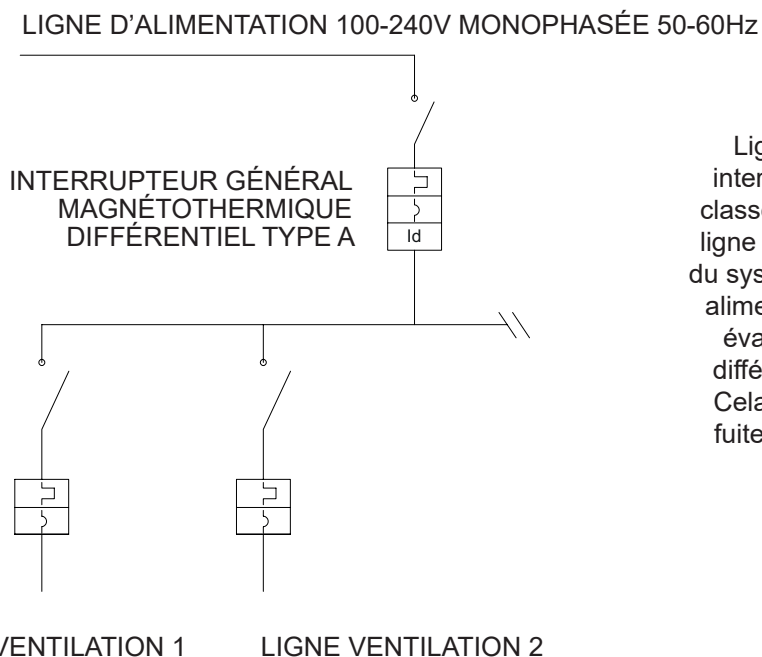 LIGNE D’ALIMENTATION 100-240V MONOPHASÉE 50-60Hz
INTERRUPTEUR GÉNÉRAL
MAGNÉTOTHERMIQUE
DIFFÉRENTIEL TYPE A
Id
Lig
inter
class
ligne
du sys
alime
éva
diffé
Cela
fuite
VENTILATION 1
LIGNE VENTILATION 2